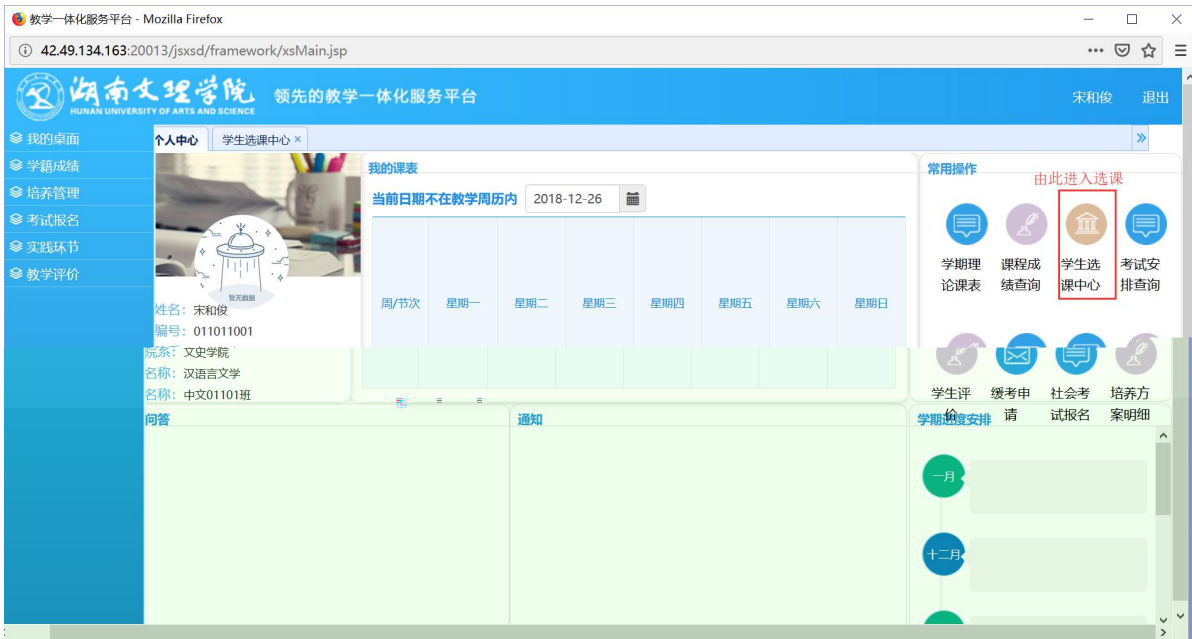 教学一体化服务平台 - Mozilla Firefox
42.49.134.163:20013/jsxsd/framework/xsMain.jsp
湖南文理学院
HUNAN UNIVERSITY OF ARTS AND SCIENCE
领先的教学一体化服务平台
宋和俊 退出
我的桌面
学籍成绩
培养管理
考试报名
实践环节
教学评价
个人中心 学生选课中心 ×
暂无数据
姓名：宋和俊
编号：011011001
院系：文史学院
名称：汉语言文学
名称：中文01101班
我的课表
当前日期不在教学周历内 2018-12-26
周/节次 星期一 星期二 星期三 星期四 星期五 星期六 星期日
常用操作
由此进入选课
学期理论课表
课程成绩查询
学生选课中心
考试安排查询
学生评价
缓考申请
社会考试报名
培养方案明细
问答
通知
学期进度安排
一月
十二月